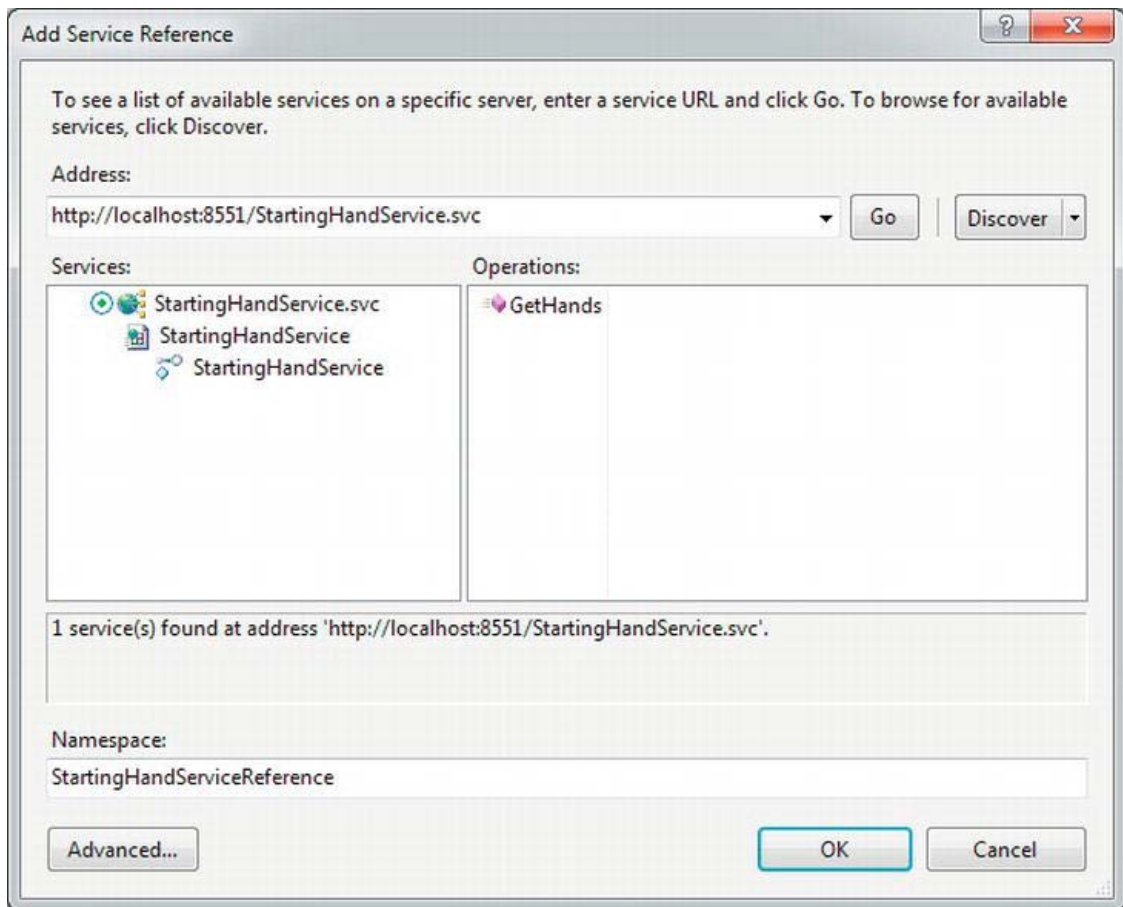 Add Service Reference
To see a list of available services on a specific server, enter a service URL and click Go. To browse for available
services, click Discover.
Address:
http://localhost:8551/StartingHandService.svc
Go
Discover
Services:
Operations:
StartingHandService.svc
StartingHandService
StartingHandService
GetHands
1 service(s) found at address 'http://localhost:8551/StartingHandService.svc'.
Namespace:
StartingHandServiceReference
Advanced...
OK
Cancel